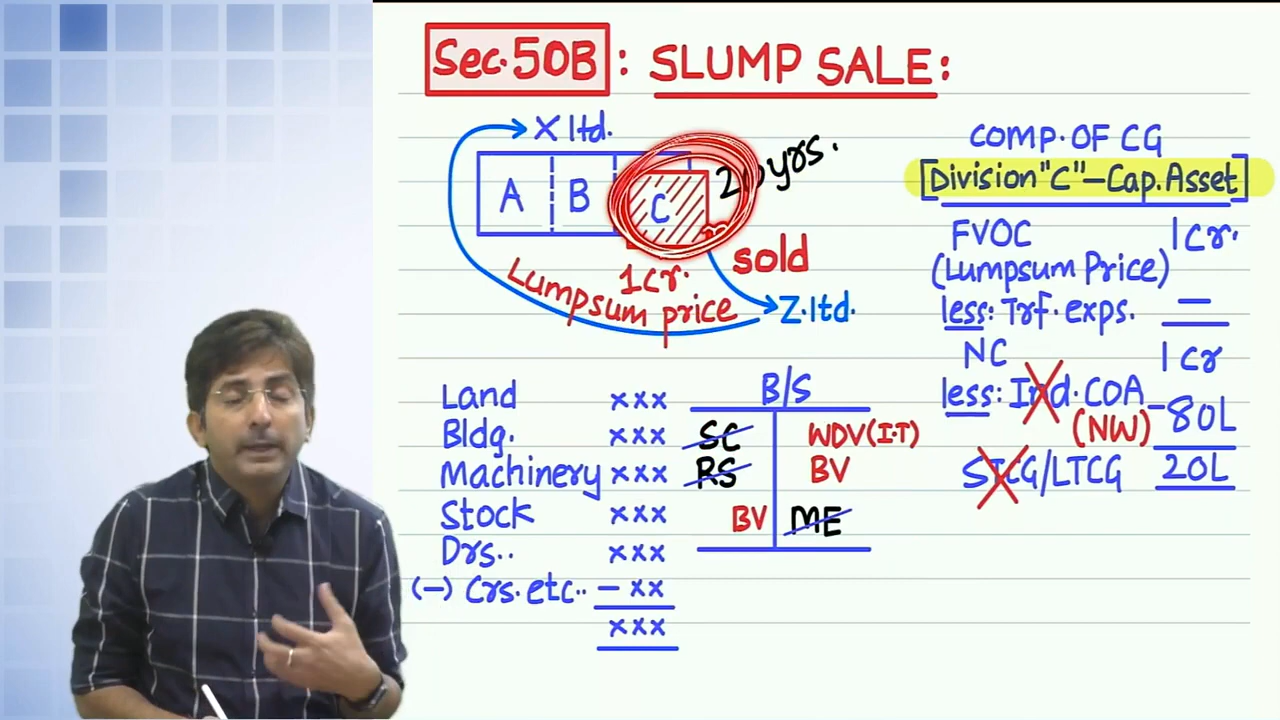 Sec.50B : SLUMP SALE:
X ltd.
A B C
20yrs.
sold
1cr.
Lumpsum price
Z.ltd.
COMP. OF CG
[Division "C" – Cap. Asset]
FVOC 1cr.
(Lumpsum Price)
less: Trf. exps. —
NC 1cr
less: Ind. COA
(NW) – 80L
STCG/LTCG 20L
Land xxx
Bldg. xxx
Machinery xxx
Stock xxx
Drs.. xxx
(-) Crs. etc.. – xx
xxx
B/S
SC WDV(I.T)
RS BV
BV ME